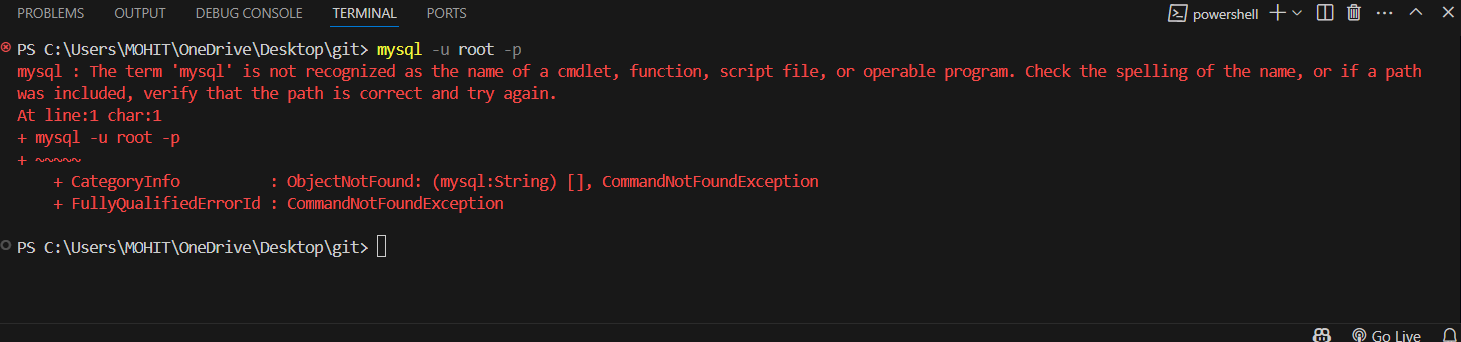 PROBLEMS OUTPUT DEBUG CONSOLE TERMINAL PORTS powershell
PS C:\Users\MOHIT\OneDrive\Desktop\git> mysql -u root -p
mysql : The term 'mysql' is not recognized as the name of a cmdlet, function, script file, or operable program. Check the spelling of the name, or if a path
was included, verify that the path is correct and try again.
At line:1 char:1
+ mysql -u root -p
+ ~~~~~
    + CategoryInfo          : ObjectNotFound: (mysql:String) [], CommandNotFoundException
    + FullyQualifiedErrorId : CommandNotFoundException
PS C:\Users\MOHIT\OneDrive\Desktop\git>
Go Live